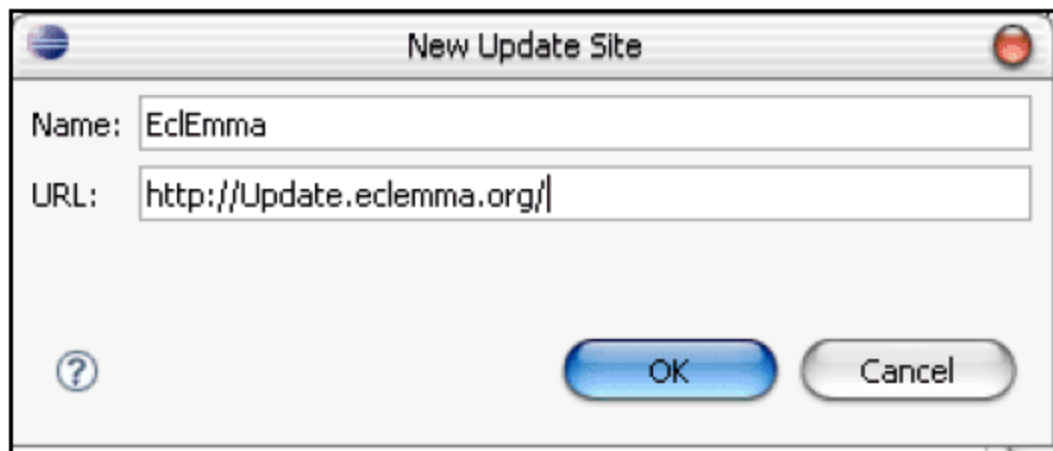 New Update Site
Name: EclEmma
URL: http://Update.eclemma.org/
?
OK Cancel